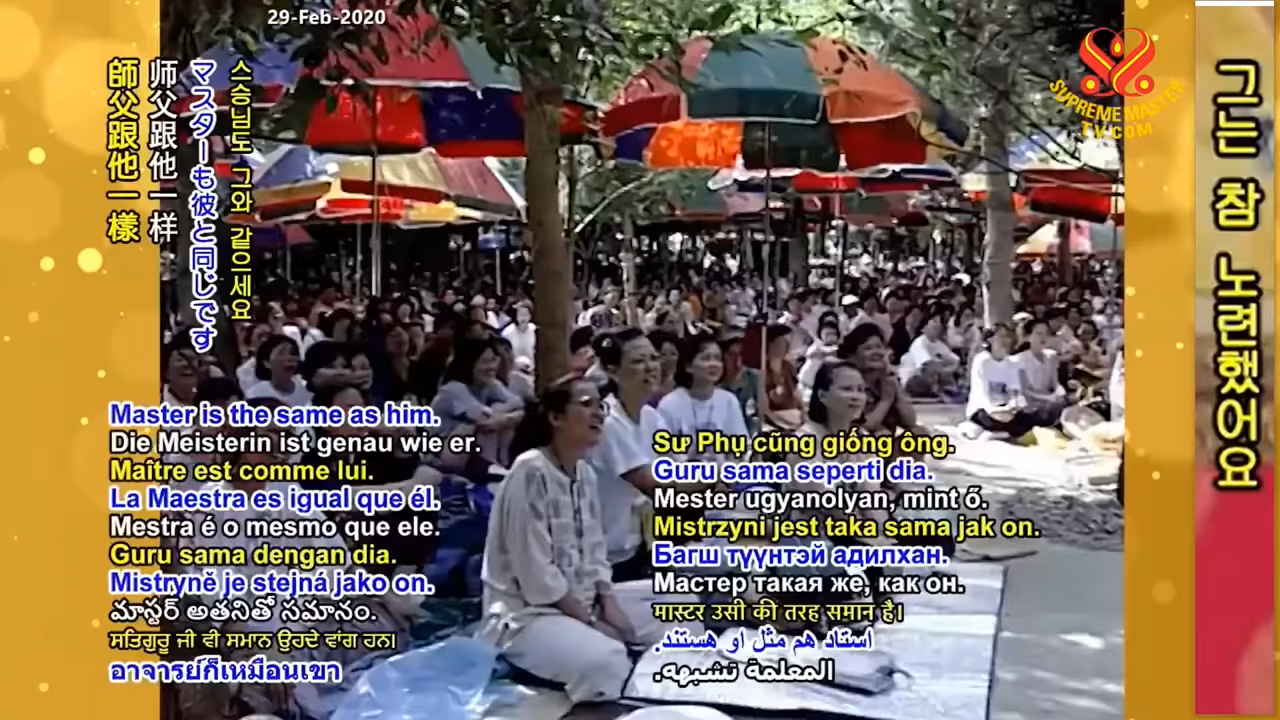 29-Feb-2020
師父跟他一樣
师父跟他一样
マスターも彼と同じです
스승님도 그와 같으세요
SUPREME MASTER
TV.COM
그는 참 노련했어요
Master is the same as him.
Die Meisterin ist genau wie er.
Maître est comme lui.
La Maestra es igual que él.
Mestra é o mesmo que ele.
Guru sama dengan dia.
Mistryně je stejná jako on.
మాస్టర్ అతనితో సమానం.
ਸਤਿਗੁਰੂ ਜੀ ਵੀ ਸਮਾਨ ਉਹਦੇ ਵਾਂਗ ਹਨ।
อาจารย์ก็เหมือนเขา
Sư Phụ cũng giống ông.
Guru sama seperti dia.
Mester ugyanolyan, mint ő.
Mistrzyni jest taka sama jak on.
Багш түүнтэй адилхан.
Мастер такая же, как он.
मास्टर उसी की तरह समान है।
استاد هم مثل او هستند.
المعلمة تشبهه.